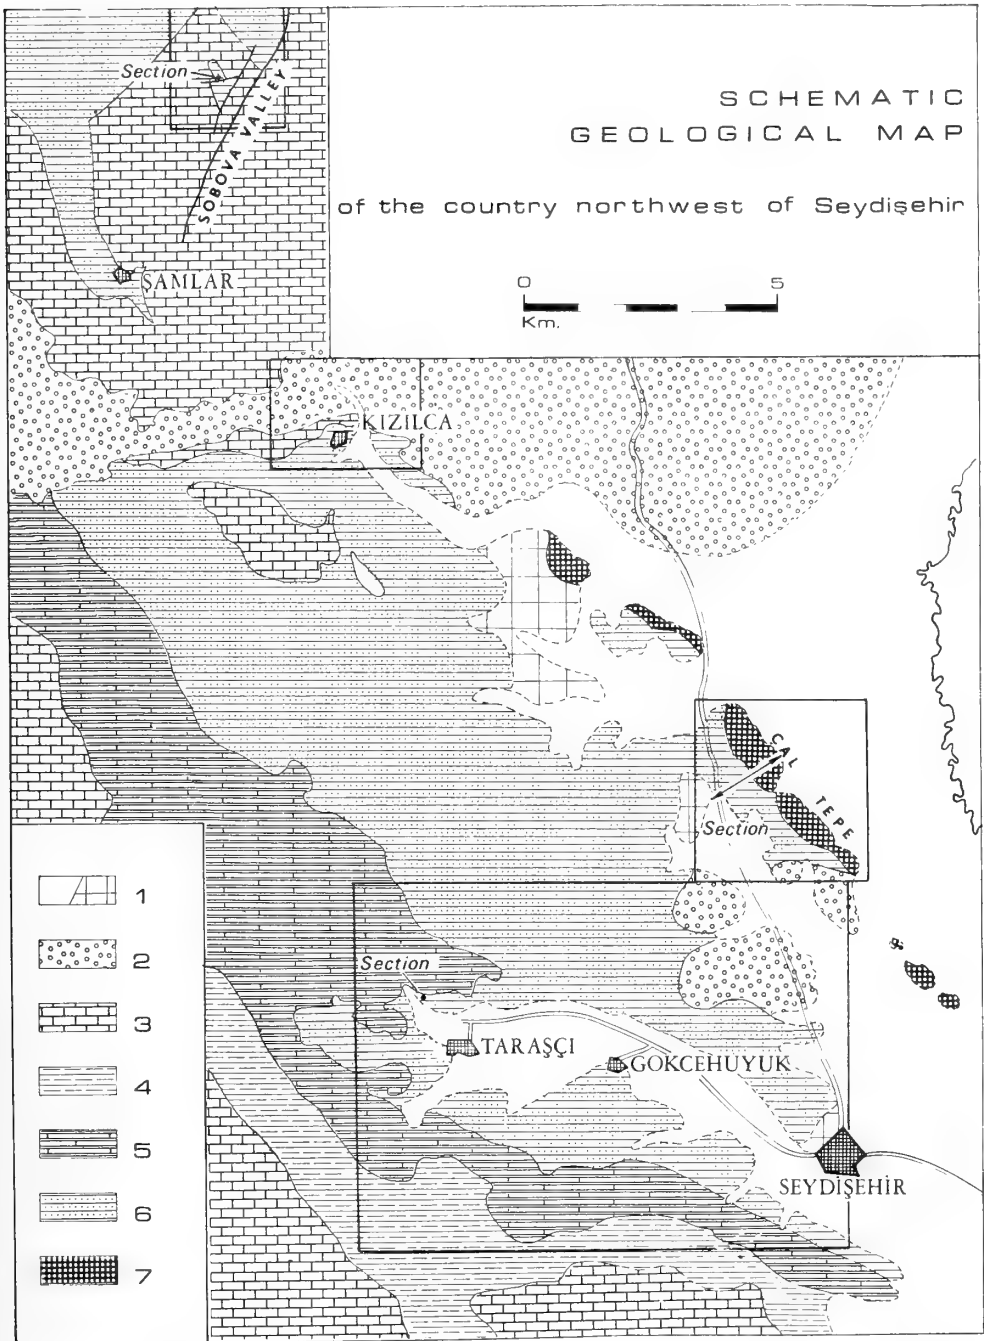 SCHEMATIC
GEOLOGICAL MAP
of the country northwest of Seydişehir
0 5
Km.
Section
SOBOVA VALLEY
ŞAMLAR
KIZILCA
ÇAL TEPE
Section
Section
TARAŞÇI
GÖKCEHUYUK
SEYDİŞEHİR
1
2
3
4
5
6
7